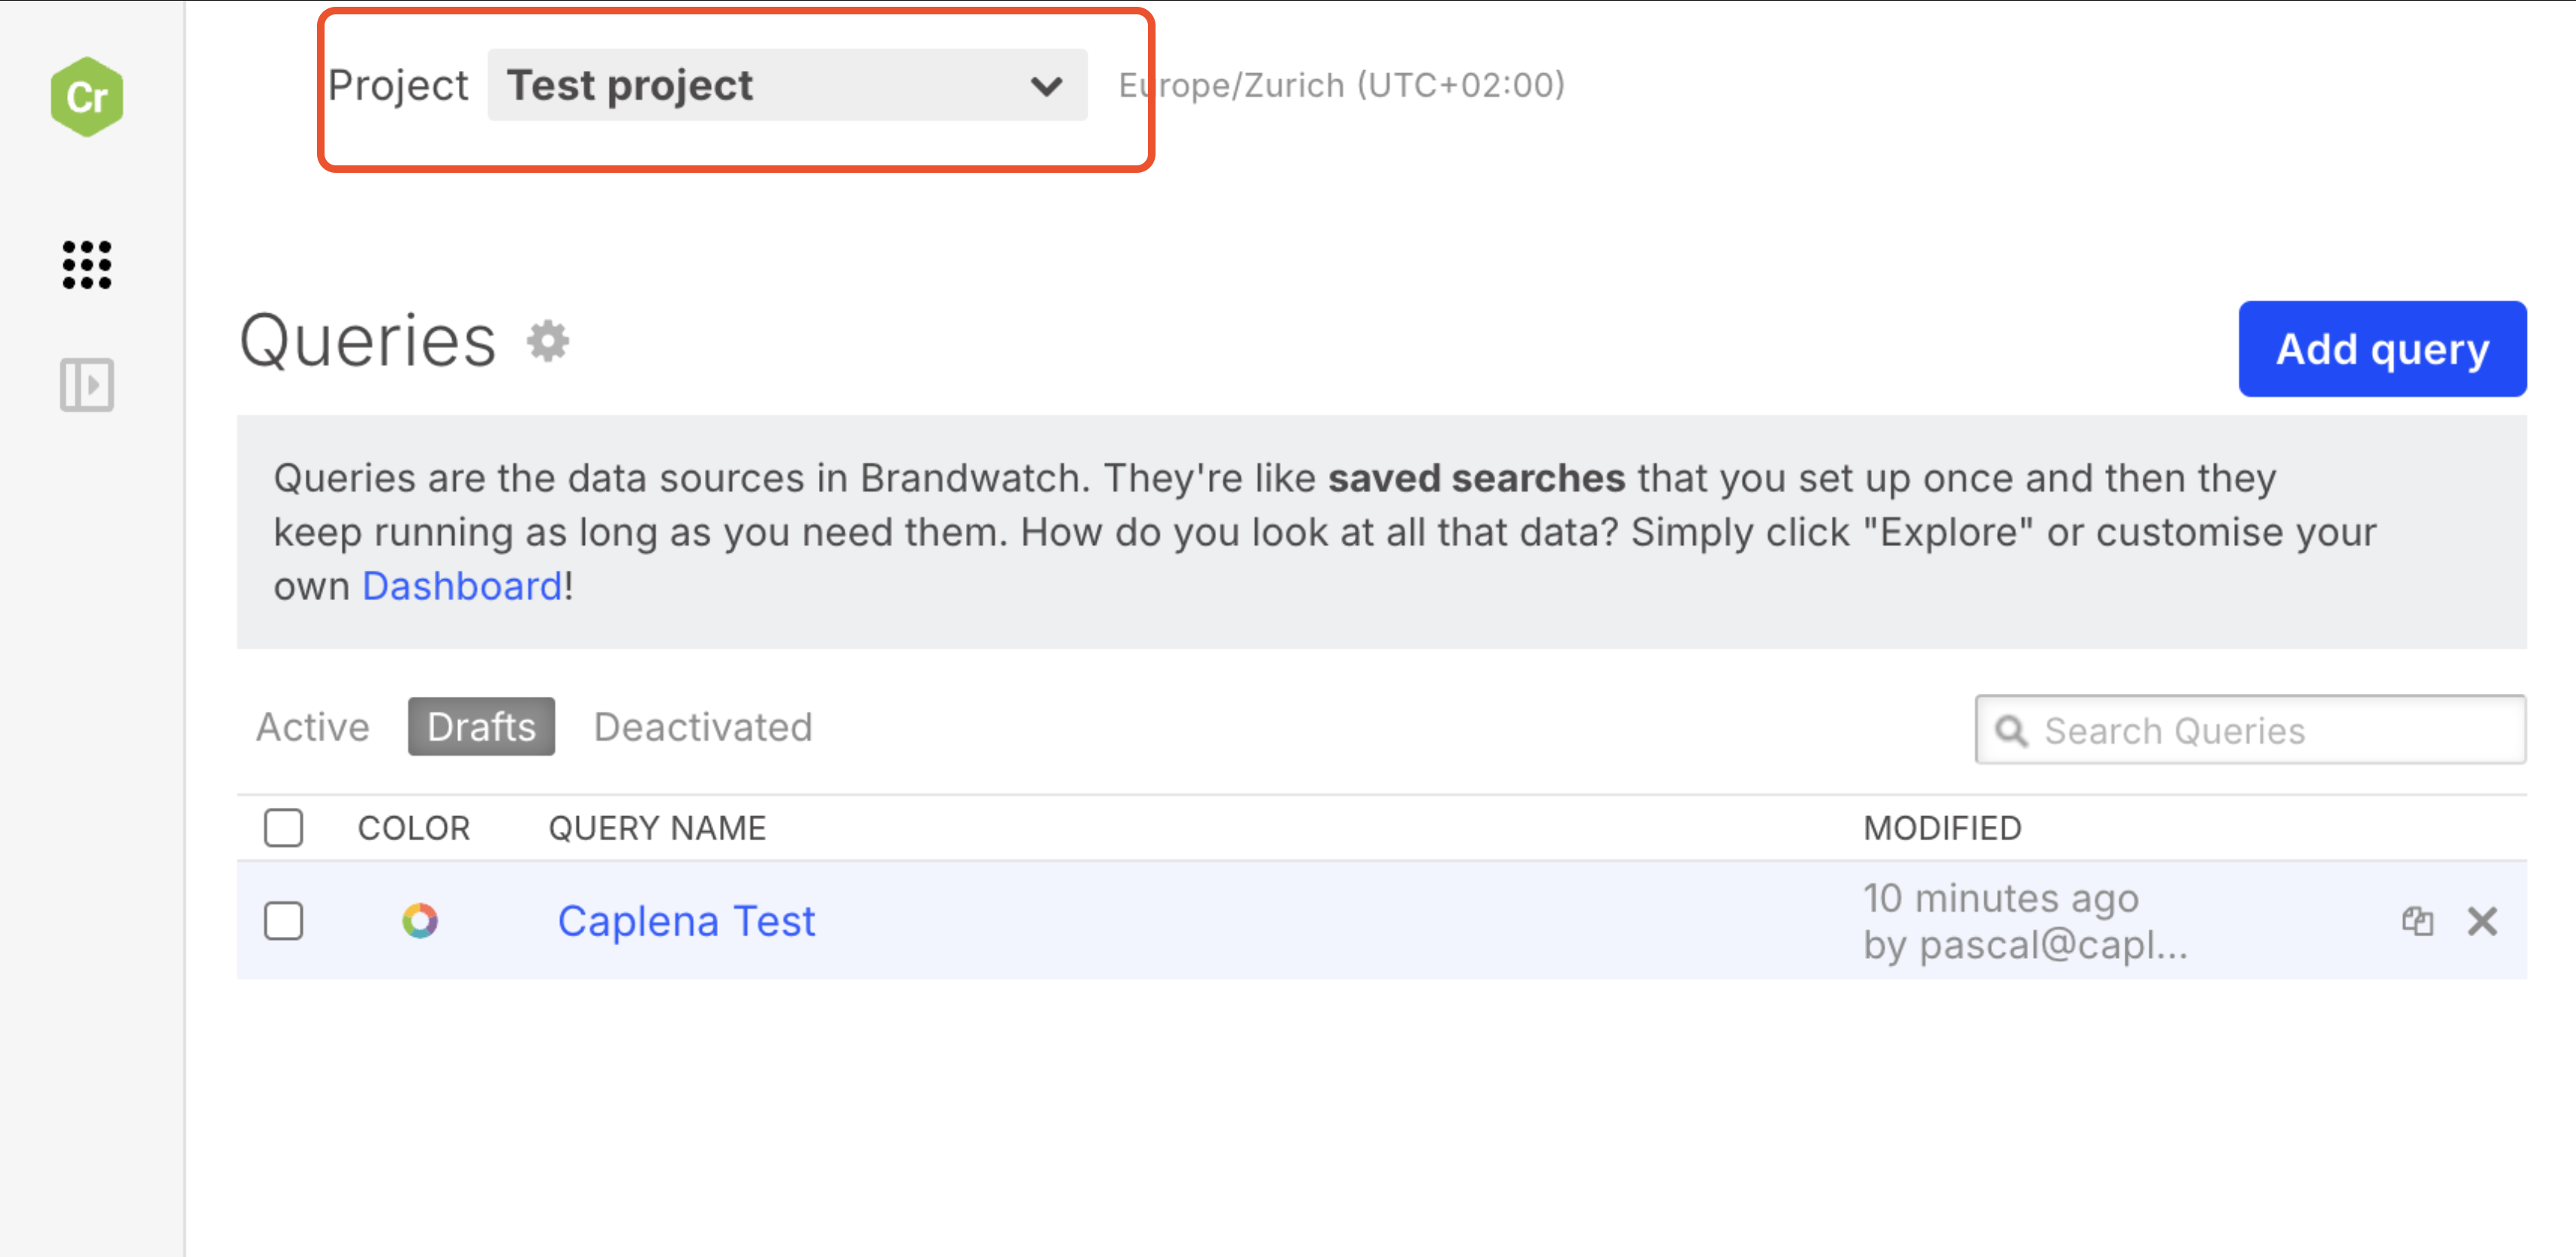 Cr
Project Test project Europe/Zurich (UTC+02:00)
Queries
Add query
Queries are the data sources in Brandwatch. They're like saved searches that you set up once and then they
keep running as long as you need them. How do you look at all that data? Simply click "Explore" or customise your
own Dashboard!
Active Drafts Deactivated
Search Queries
COLOR QUERY NAME MODIFIED
Caplena Test
10 minutes ago
by pascal@capl...